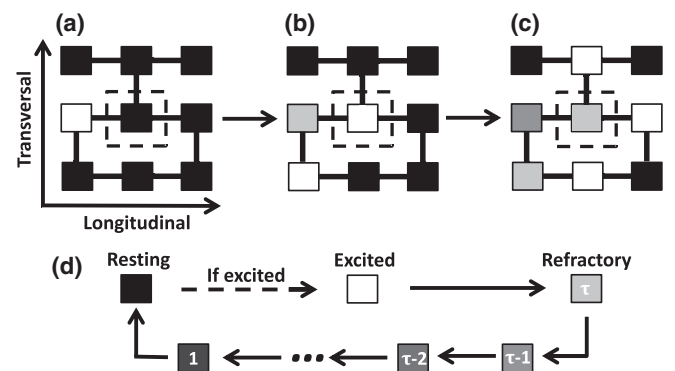 (a)
(b)
(c)
Transversal
Longitudinal
(d)
Resting
If excited
Excited
Refractory
τ
1
•••
τ-2
τ-1